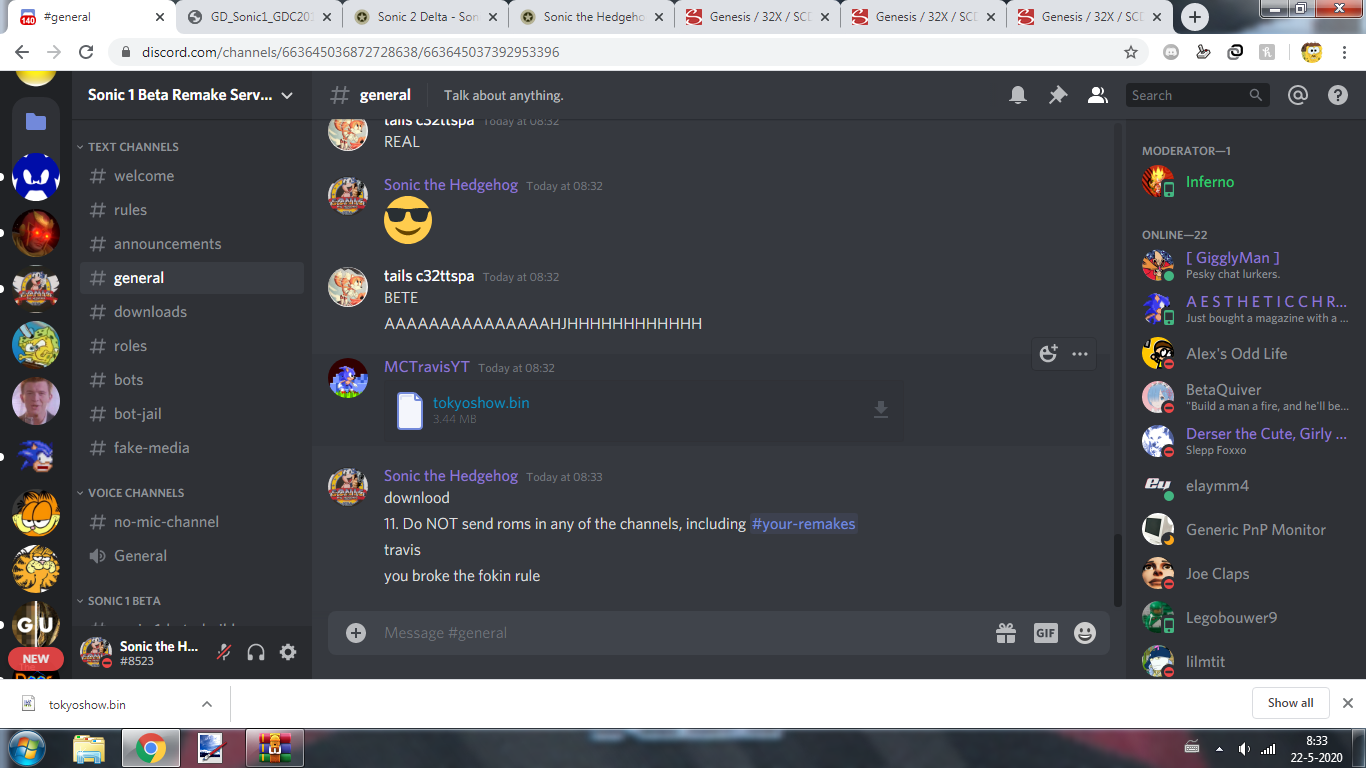 #general
GD_Sonic1_GDC201
Sonic 2 Delta - Son
Sonic the Hedgeho
Genesis / 32X / SCD
Genesis / 32X / SCD
Genesis / 32X / SCD
140
discord.com/channels/663645036872728638/663645037392953396
Sonic 1 Beta Remake Serv...
general
Talk about anything.
Search
TEXT CHANNELS
welcome
rules
announcements
general
downloads
roles
bots
bot-jail
fake-media
VOICE CHANNELS
no-mic-channel
General
SONIC 1 BETA
GU
NEW
Sonic the H...
#8523
tails c32ttspa Today at 08:32
REAL
Sonic the Hedgehog Today at 08:32
tails c32ttspa Today at 08:32
BETE
AAAAAAAAAAAAAAAHJHHHHHHHHHHHH
MCTravisYT Today at 08:32
tokyoshow.bin
3.44 MB
Sonic the Hedgehog Today at 08:33
downlood
11. Do NOT send roms in any of the channels, including #your-remakes
travis
you broke the fokin rule
Message #general
GIF
MODERATOR—1
Inferno
ONLINE—22
[ GigglyMan ]
Pesky chat lurkers.
A E S T H E T I C C H R...
Just bought a magazine with a ...
Alex's Odd Life
BetaQuiver
"Build a man a fire, and he'll be...
Derser the Cute, Girly ...
Slepp Foxxo
elaymm4
Generic PnP Monitor
Joe Claps
Legobouwer9
lilmtit
tokyoshow.bin
Show all
8:33
22-5-2020